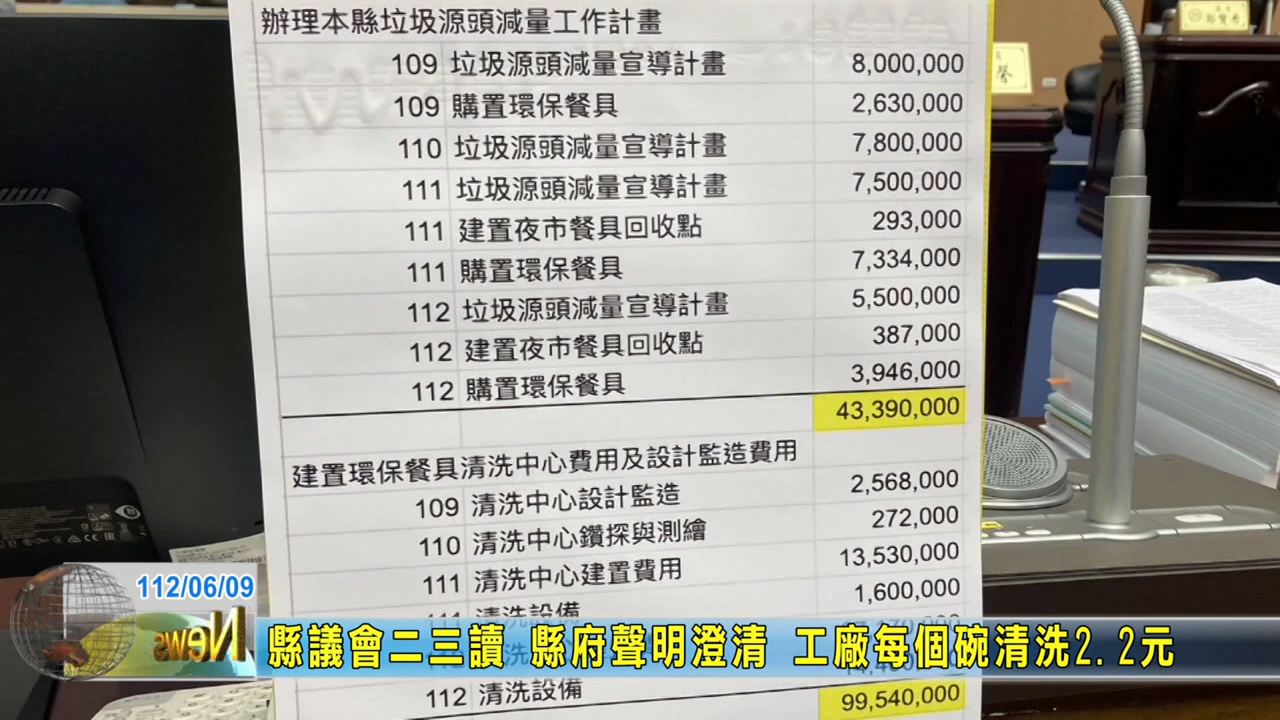 辦理本縣垃圾源頭減量工作計畫
109 垃圾源頭減量宣導計畫 8,000,000
109 購置環保餐具 2,630,000
110 垃圾源頭減量宣導計畫 7,800,000
111 垃圾源頭減量宣導計畫 7,500,000
111 建置夜市餐具回收點 293,000
111 購置環保餐具 7,334,000
112 垃圾源頭減量宣導計畫 5,500,000
112 建置夜市餐具回收點 387,000
112 購置環保餐具 3,946,000
43,390,000
建置環保餐具清洗中心費用及設計監造費用
109 清洗中心設計監造 2,568,000
110 清洗中心鑽探與測繪 272,000
111 清洗中心建置費用 13,530,000
111 清洗設備 1,600,000
112 清洗設備
99,540,000
112/06/09
News
縣議會二三讀 縣府聲明澄清 工廠每個碗清洗2.2元